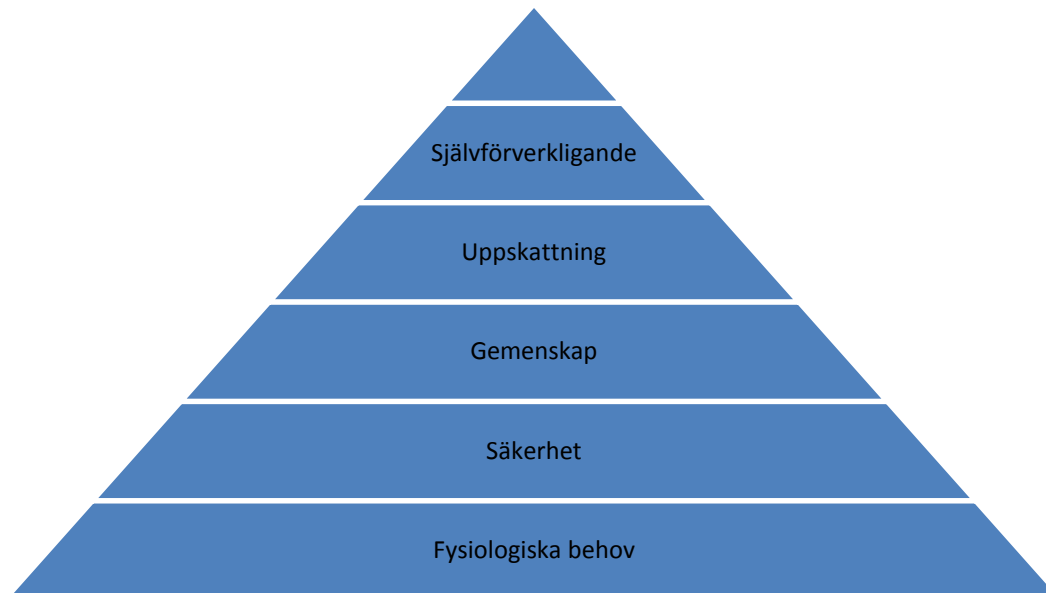 Självförverkligande
Uppskattning
Gemenskap
Säkerhet
Fysiologiska behov